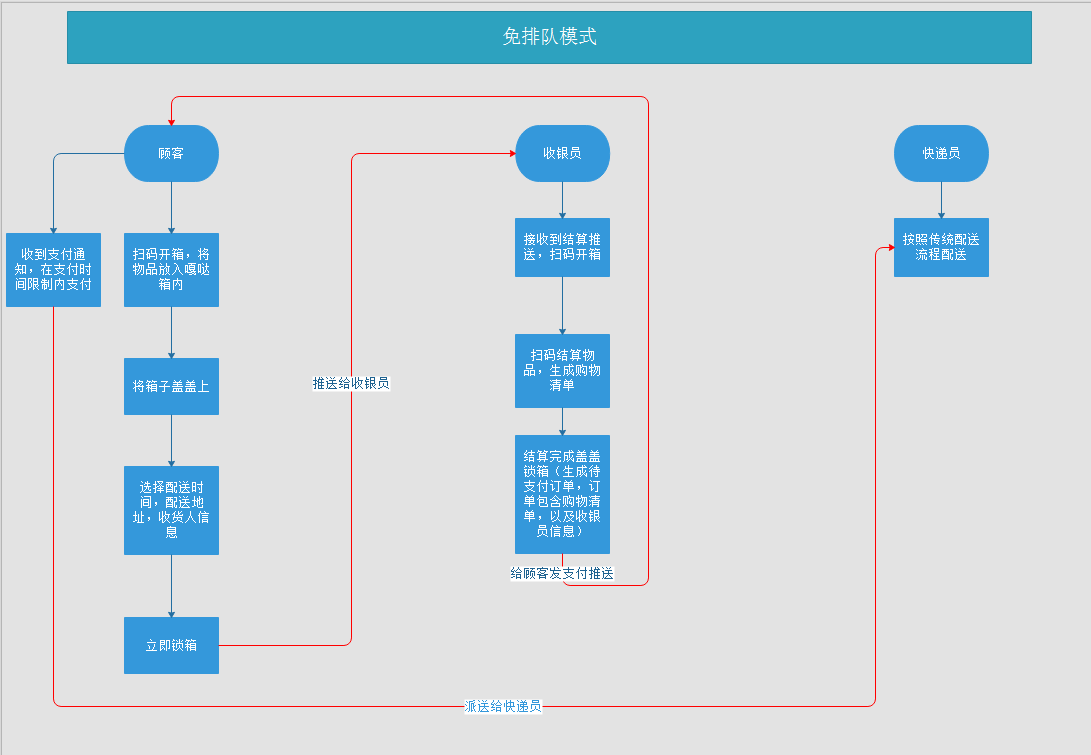 免排队模式
顾客
收银员
快递员
收到支付通
知，在支付时
间限制内支付
扫码开箱，将
物品放入嘎哒
箱内
接收到结算推
送，扫码开箱
按照传统配送
流程配送
将箱子盖盖上
推送给收银员
扫码结算物
品，生成购物
清单
选择配送时
间，配送地
址，收货人信
息
结算完成盖盖
锁箱（生成待
支付订单，订
单包含购物清
单，以及收银
员信息）
给顾客发支付推送
立即锁箱
派送给快递员